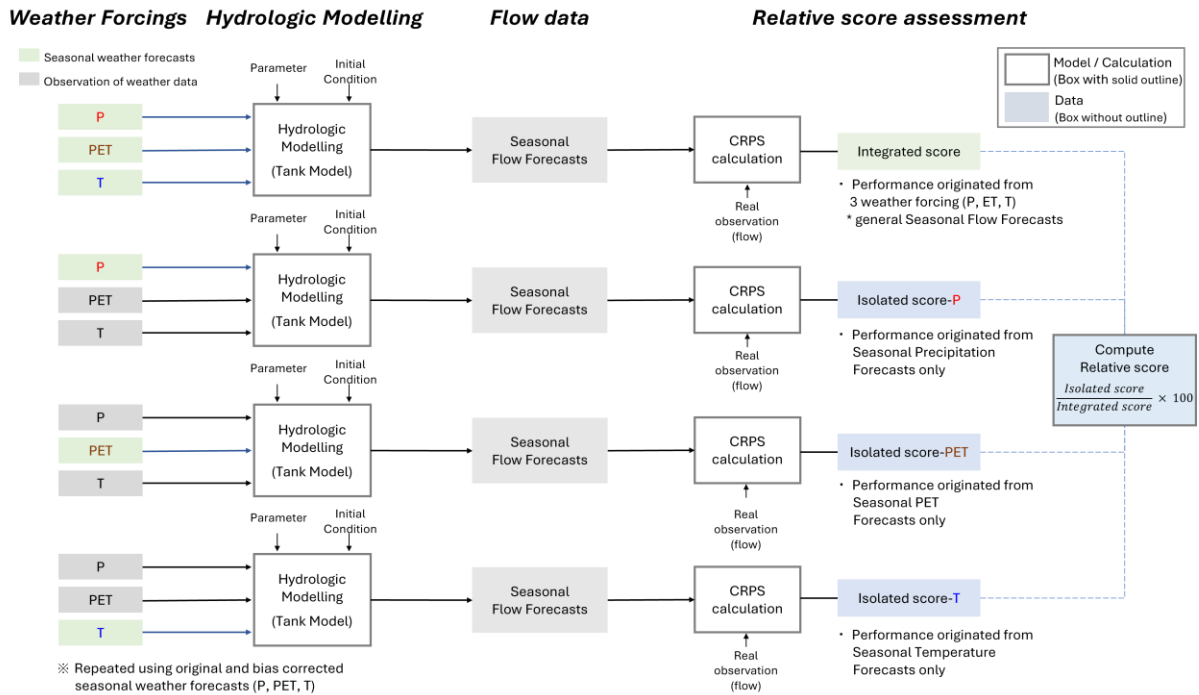 Weather Forcings
Hydrologic Modelling
Flow data
Relative score assessment
Seasonal weather forecasts
Observation of weather data
Model / Calculation
(Box with solid outline)
Data
(Box without outline)
P
PET
T
Parameter
Initial
Condition
Hydrologic
Modelling
(Tank Model)
Seasonal
Flow Forecasts
CRPS
calculation
Real
observation
(flow)
Integrated score
・ Performance originated from
3 weather forcing (P, ET, T)
* general Seasonal Flow Forecasts
P
PET
T
Parameter
Initial
Condition
Hydrologic
Modelling
(Tank Model)
Seasonal
Flow Forecasts
CRPS
calculation
Real
observation
(flow)
Isolated score-P
・ Performance originated from
Seasonal Precipitation
Forecasts only
P
PET
T
Parameter
Initial
Condition
Hydrologic
Modelling
(Tank Model)
Seasonal
Flow Forecasts
CRPS
calculation
Real
observation
(flow)
Isolated score-PET
・ Performance originated from
Seasonal PET
Forecasts only
P
PET
T
Parameter
Initial
Condition
Hydrologic
Modelling
(Tank Model)
Seasonal
Flow Forecasts
CRPS
calculation
Real
observation
(flow)
Isolated score-T
・ Performance originated from
Seasonal Temperature
Forecasts only
Compute
Relative score
Isolated score
Integrated score
× 100
※ Repeated using original and bias corrected
seasonal weather forecasts (P, PET, T)